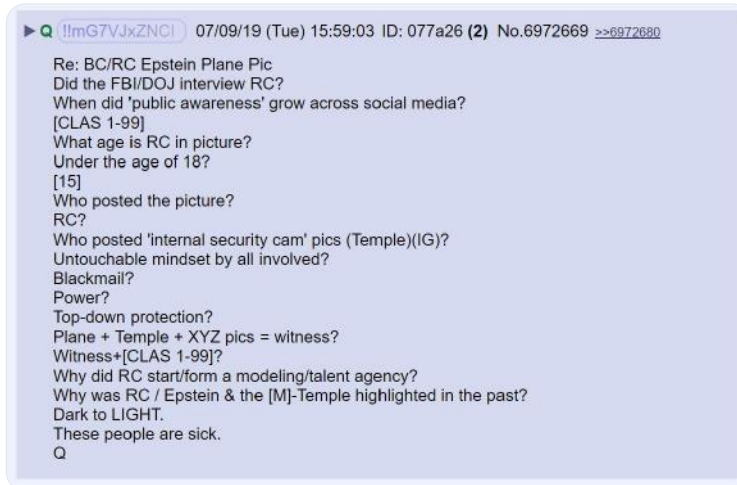 ▶ Q !!mG7VJxZNCI 07/09/19 (Tue) 15:59:03 ID: 077a26 (2) No.6972669 >>6972680
Re: BC/RC Epstein Plane Pic
Did the FBI/DOJ interview RC?
When did 'public awareness' grow across social media?
[CLAS 1-99]
What age is RC in picture?
Under the age of 18?
[15]
Who posted the picture?
RC?
Who posted 'internal security cam' pics (Temple)(IG)?
Untouchable mindset by all involved?
Blackmail?
Power?
Top-down protection?
Plane + Temple + XYZ pics = witness?
Witness+[CLAS 1-99]?
Why did RC start/form a modeling/talent agency?
Why was RC / Epstein & the [M]-Temple highlighted in the past?
Dark to LIGHT.
These people are sick.
Q